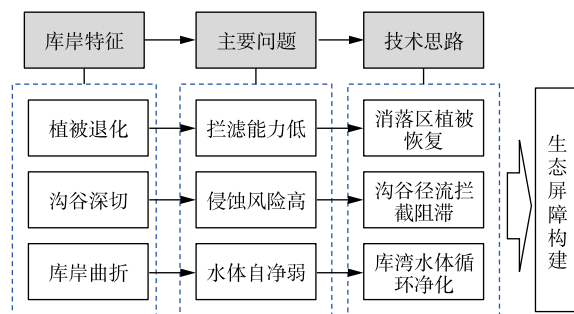 库岸特征
主要问题
技术思路
植被退化
拦滤能力低
消落区植被
恢复
沟谷深切
侵蚀风险高
沟谷径流拦
截阻滞
库岸曲折
水体自净弱
库湾水体循
环净化
生态屏障构建